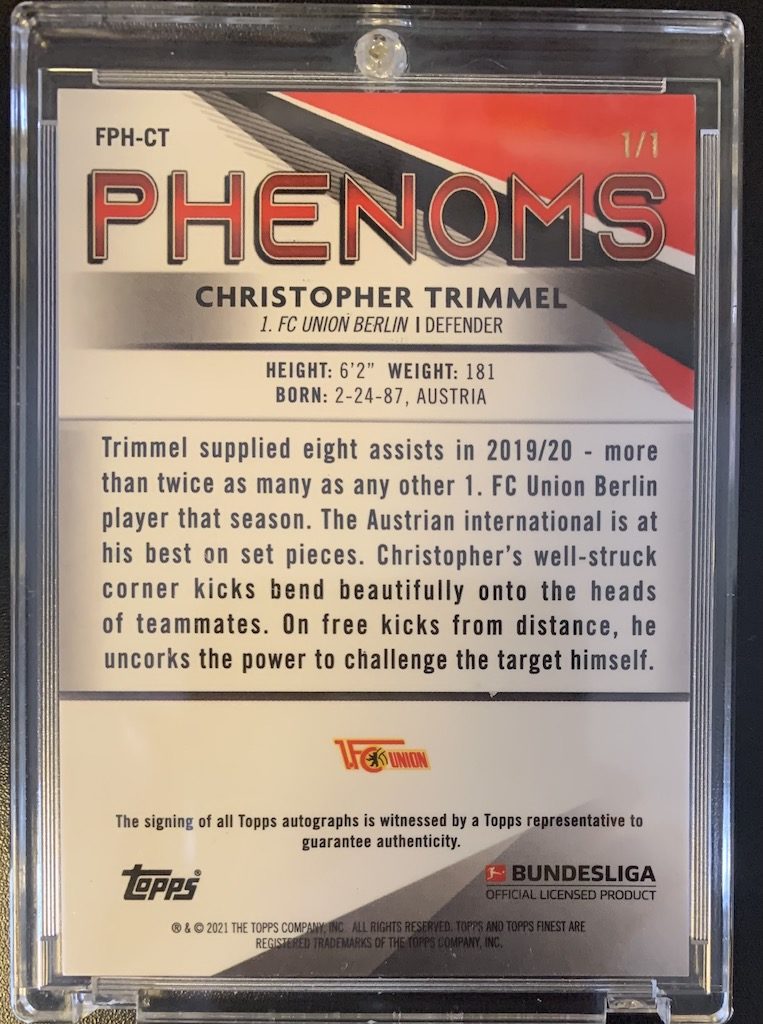 FPH-CT
1/1
PHENOMS
CHRISTOPHER TRIMMEL
1. FC UNION BERLIN | DEFENDER
HEIGHT: 6'2" WEIGHT: 181
BORN: 2-24-87, AUSTRIA
Trimmel supplied eight assists in 2019/20 - more
than twice as many as any other 1. FC Union Berlin
player that season. The Austrian international is at
his best on set pieces. Christopher's well-struck
corner kicks bend beautifully onto the heads
of teammates. On free kicks from distance, he
uncorks the power to challenge the target himself.
1.FC UNION
The signing of all Topps autographs is witnessed by a Topps representative to
guarantee authenticity.
topps®
BUNDESLIGA
OFFICIAL LICENSED PRODUCT
® & © 2021 THE TOPPS COMPANY, INC. ALL RIGHTS RESERVED. TOPPS AND TOPPS FINEST ARE
REGISTERED TRADEMARKS OF THE TOPPS COMPANY, INC.